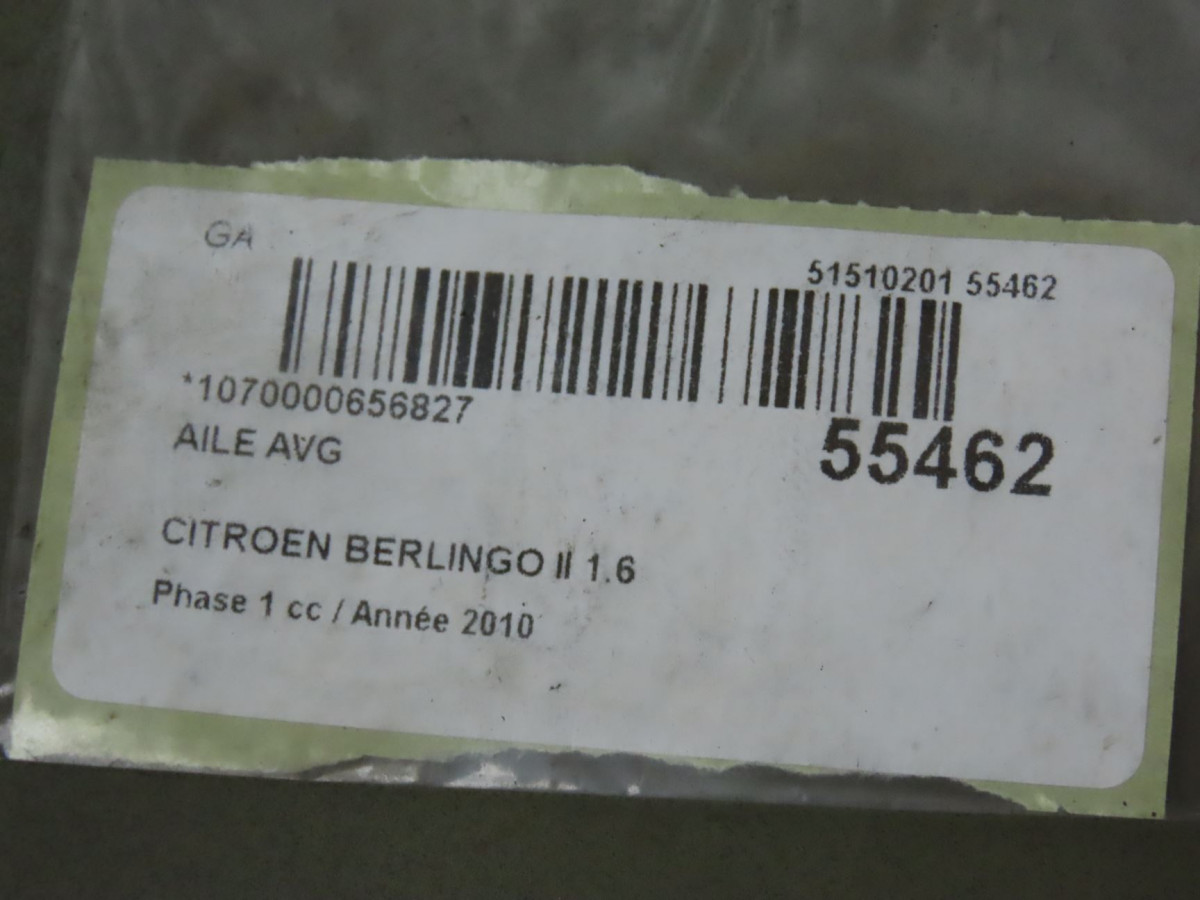 GA
51510201 55462
*1070000656827
55462
AILE AVG
CITROEN BERLINGO II 1.6
Phase 1 cc / Année 2010